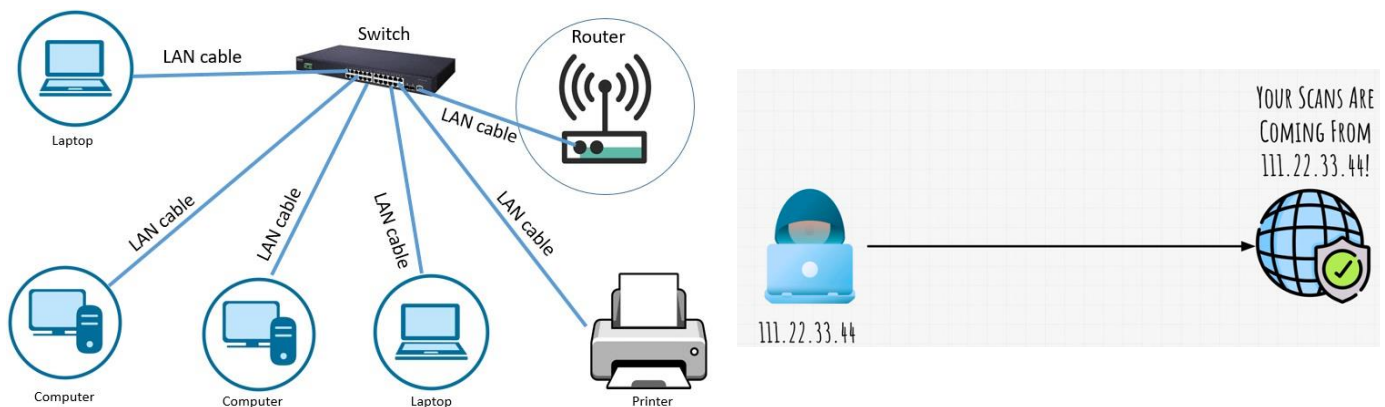 Switch
Router
LAN cable
LAN cable
Laptop
LAN cable
LAN cable
LAN cable
LAN cable
Computer
Computer
Laptop
Printer
YOUR SCANS ARE
COMING FROM
111.22.33.44!
111.22.33.44